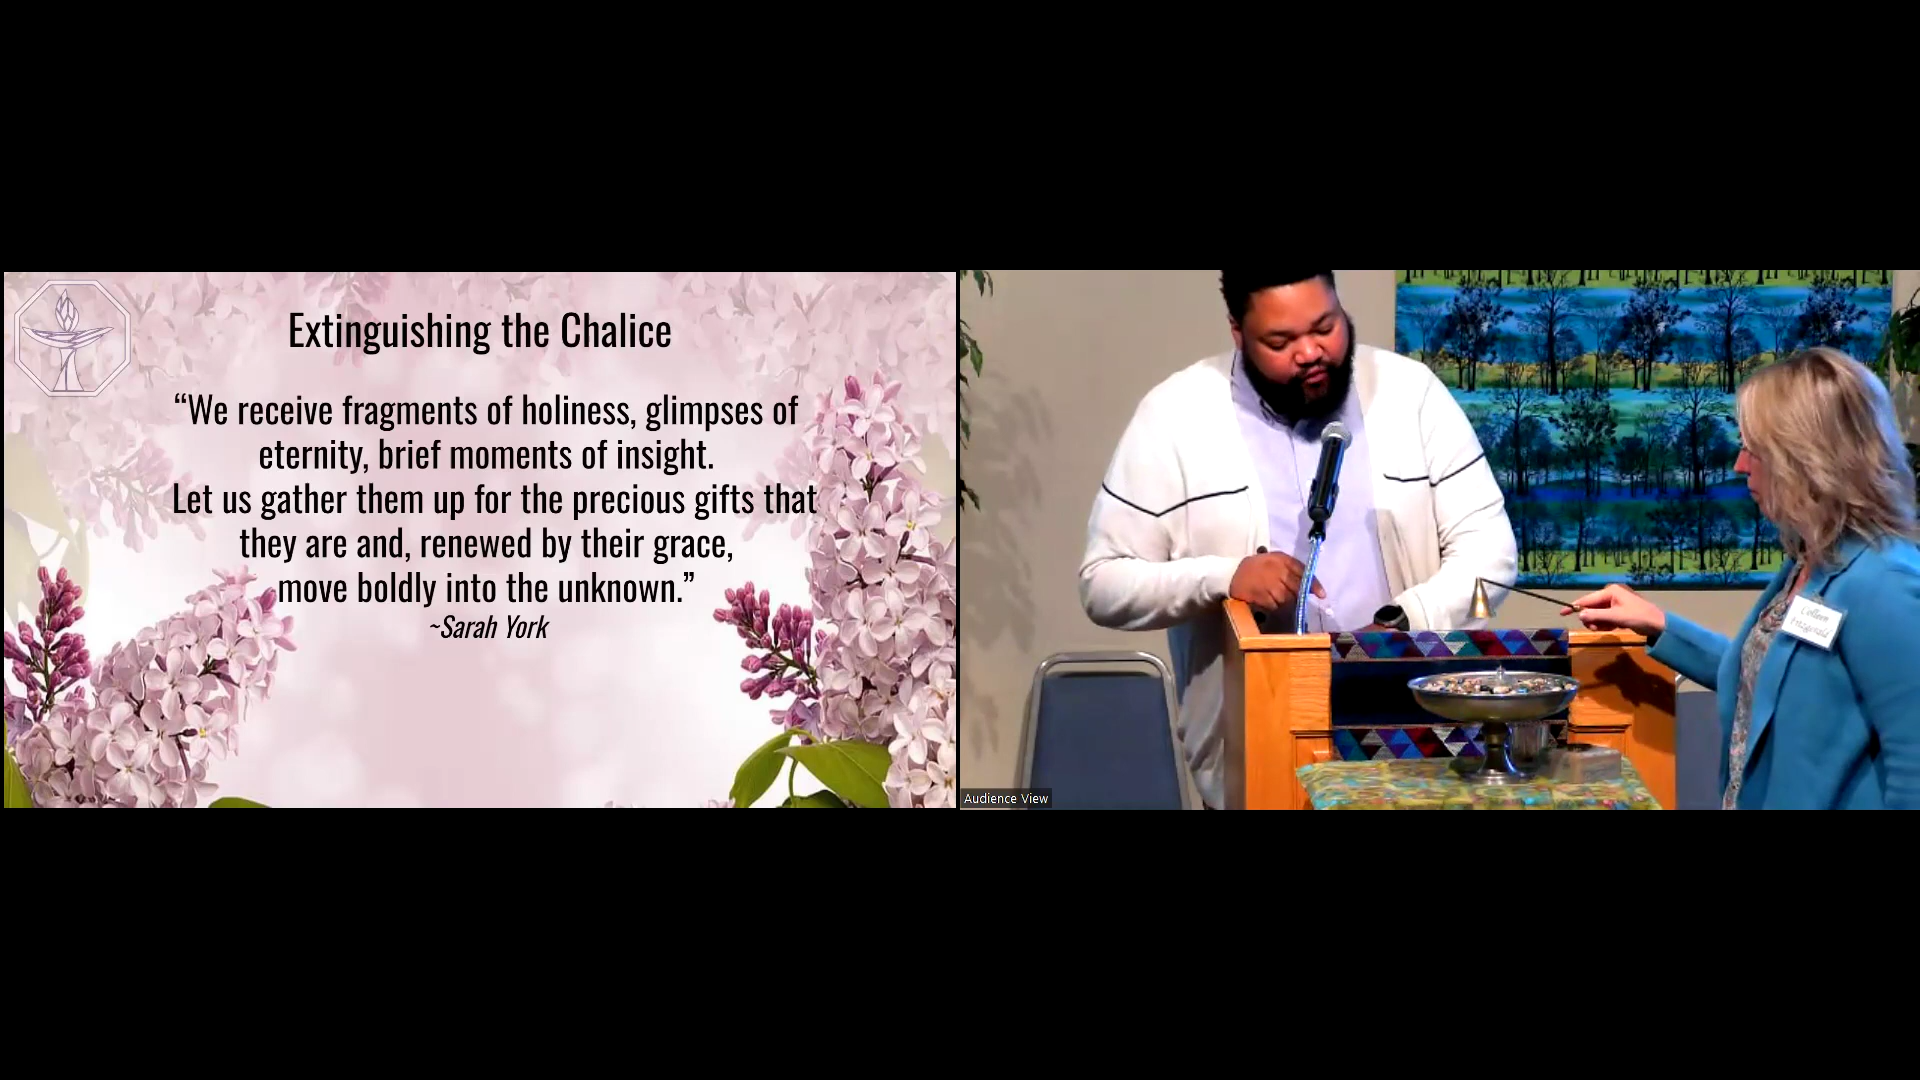 Extinguishing the Chalice
“We receive fragments of holiness, glimpses of
eternity, brief moments of insight.
Let us gather them up for the precious gifts that
they are and, renewed by their grace,
move boldly into the unknown.”
~Sarah York
Audience View
Colleen
Fitzgerald